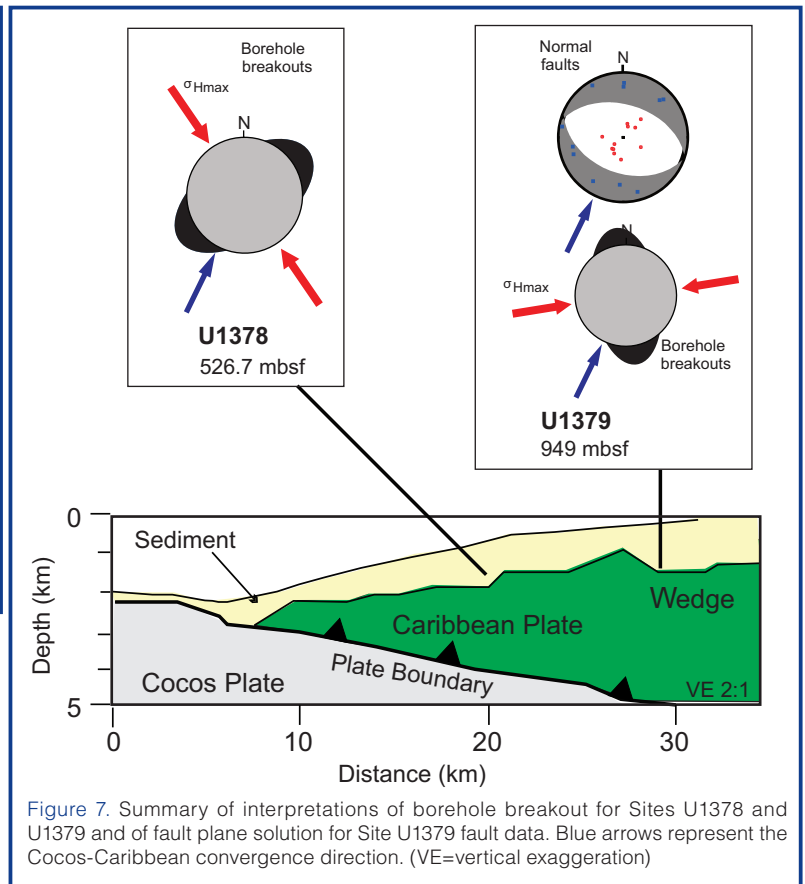 Borehole
breakouts
σHmax
N
U1378
526.7 mbsf
Normal
faults
N
N
σHmax
Borehole
breakouts
U1379
949 mbsf
0
Sediment
Wedge
Depth (km)
Caribbean Plate
Plate Boundary
Cocos Plate
VE 2:1
5
0
10
20
30
Distance (km)
Figure 7. Summary of interpretations of borehole breakout for Sites U1378 and
U1379 and of fault plane solution for Site U1379 fault data. Blue arrows represent the
Cocos-Caribbean convergence direction. (VE=vertical exaggeration)